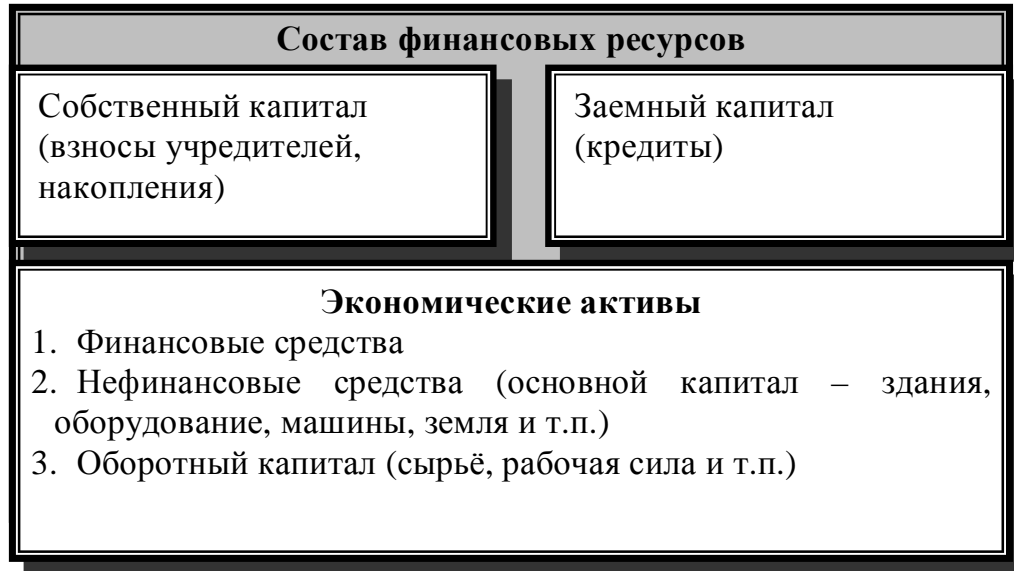 Состав финансовых ресурсов
Собственный капитал
(взносы учредителей,
накопления)
Заемный капитал
(кредиты)
Экономические активы
1. Финансовые средства
2. Нефинансовые средства (основной капитал – здания,
оборудование, машины, земля и т.п.)
3. Оборотный капитал (сырьё, рабочая сила и т.п.)